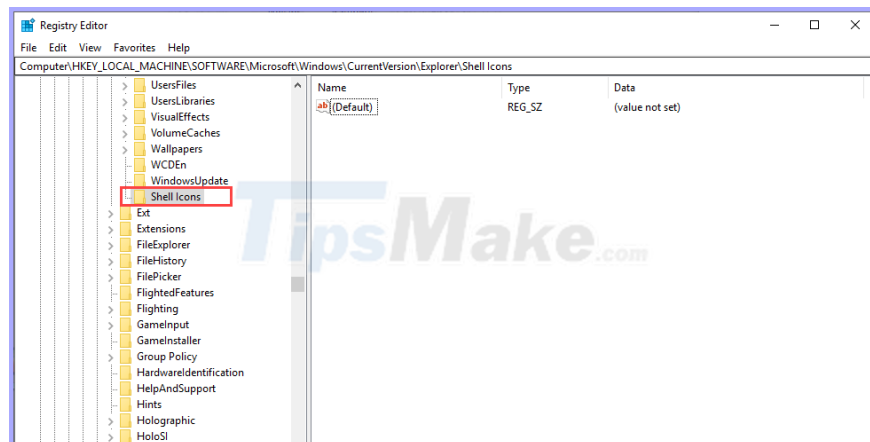 Registry Editor
File Edit View Favorites Help
Computer\HKEY_LOCAL_MACHINE\SOFTWARE\Microsoft\Windows\CurrentVersion\Explorer\Shell Icons
UsersFiles
UsersLibraries
VisualEffects
VolumeCaches
Wallpapers
WCDEn
WindowsUpdate
Shell Icons
Ext
Extensions
FileExplorer
FileHistory
FilePicker
FlightedFeatures
Flighting
GameInput
GameInstaller
Group Policy
HardwareIdentification
HelpAndSupport
Hints
Holographic
HoloSI
Name Type Data
ab (Default) REG_SZ (value not set)
TipsMake.com